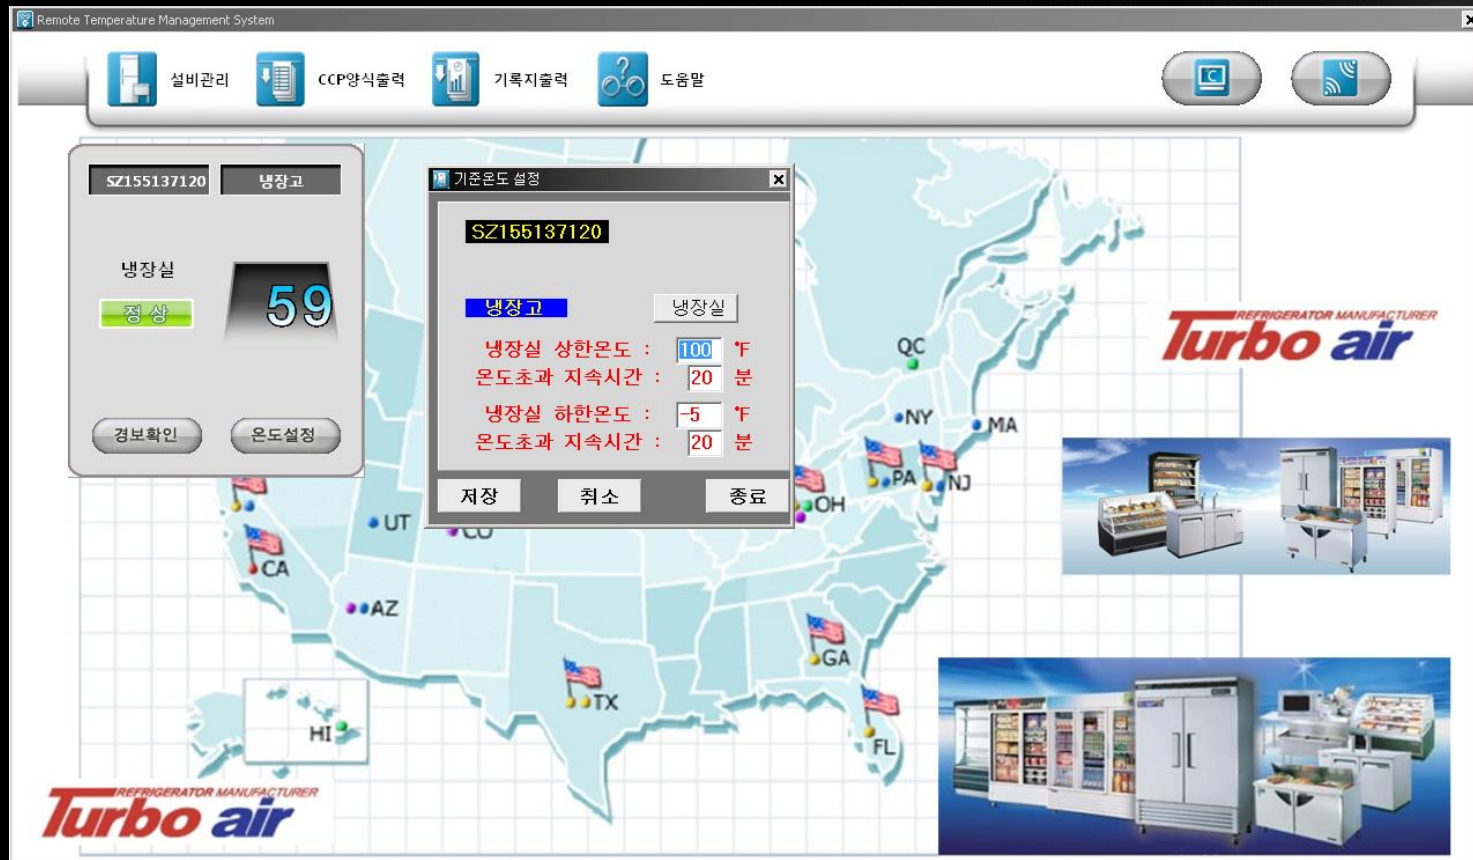 Remote Temperature Management System
설비관리
CCP양식출력
기록지출력
도움말
SZ155137120
냉장고
냉장실
정상
59
경보확인
온도설정
기준온도 설정
SZ155137120
냉장고
냉장실
냉장실 상한온도 : 100 ℉
온도초과 지속시간 : 20 분
냉장실 하한온도 : -5 ℉
온도초과 지속시간 : 20 분
저장
취소
종료
QC
NY
MA
PA
NJ
OH
UT
CO
CA
AZ
GA
TX
HI
FL
REFRIGERATOR MANUFACTURER
Turbo air
REFRIGERATOR MANUFACTURER
Turbo air